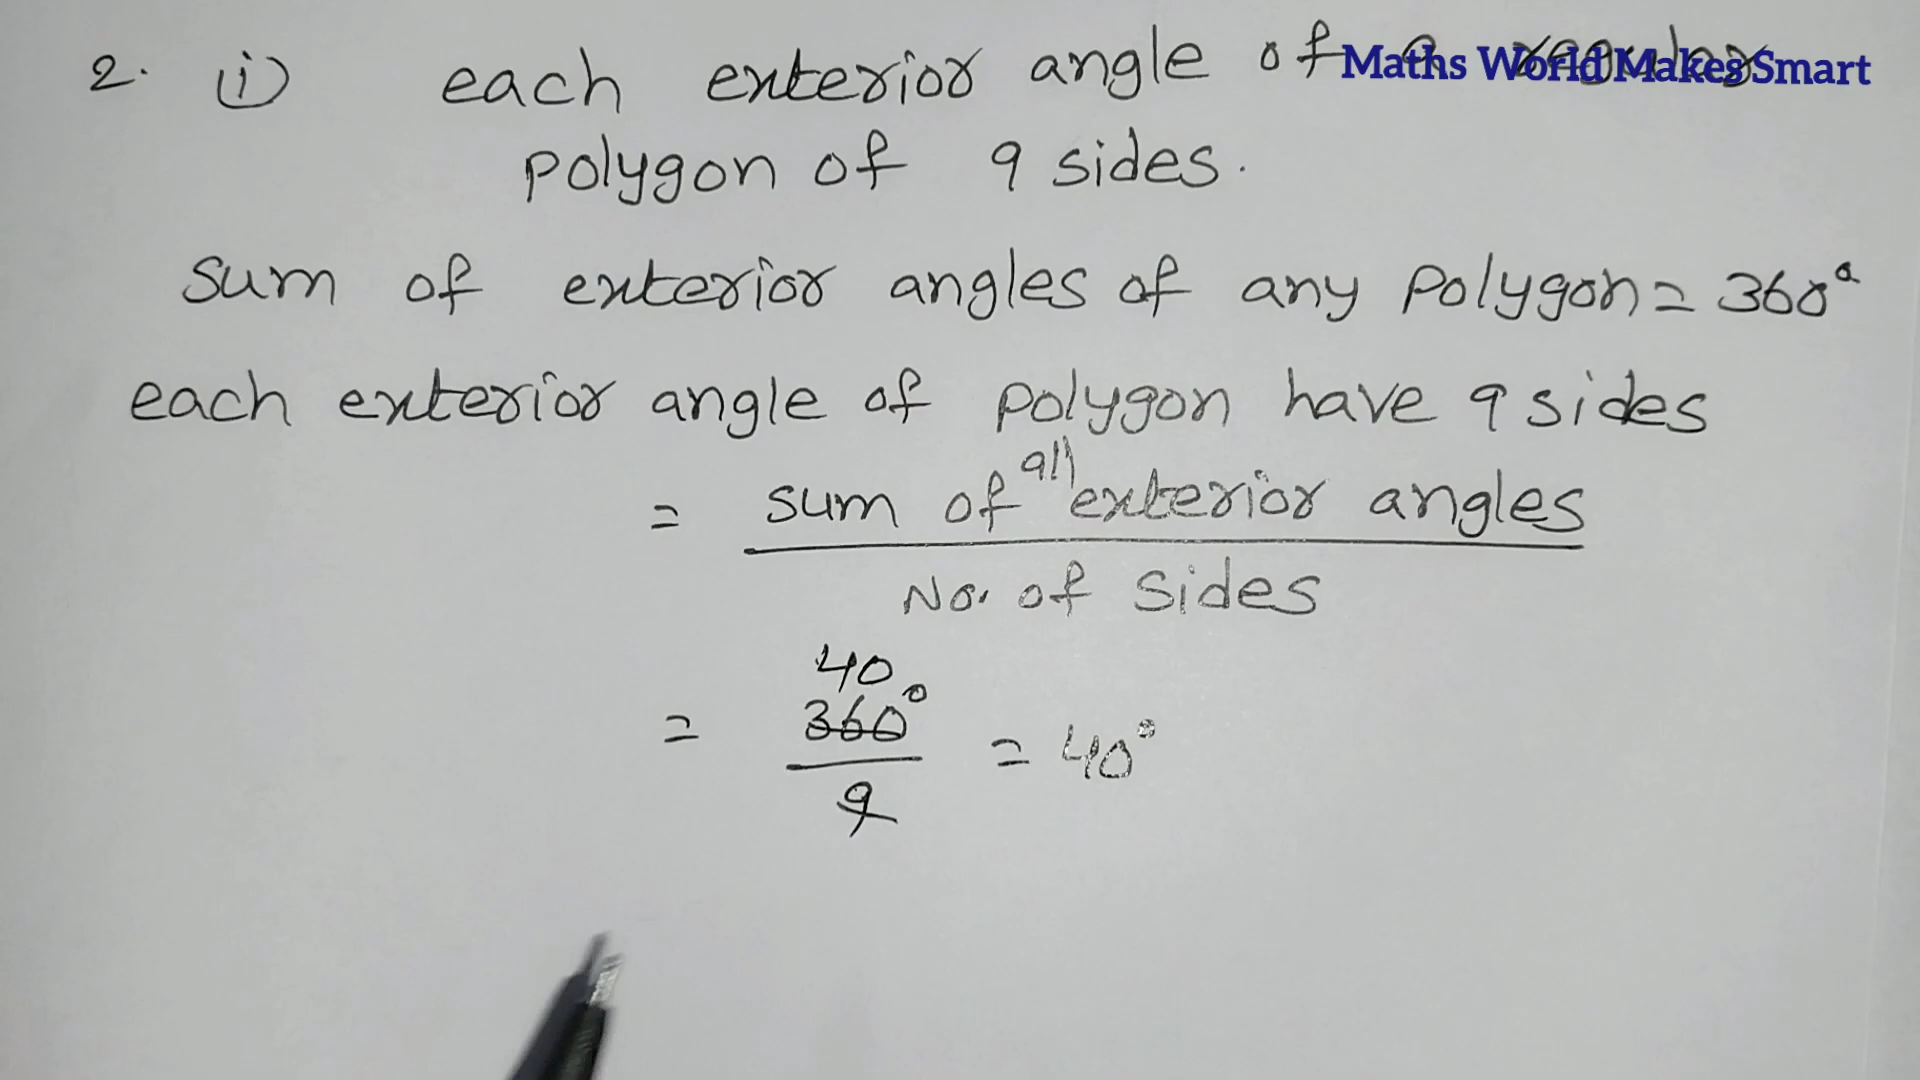 2. (i) each exterior angle of a regular
Maths World Makes Smart
polygon of 9 sides.
Sum of exterior angles of any polygon = 360°
each exterior angle of polygon have 9 sides
= sum of all exterior angles
No. of sides
40
= 360° = 40°
9